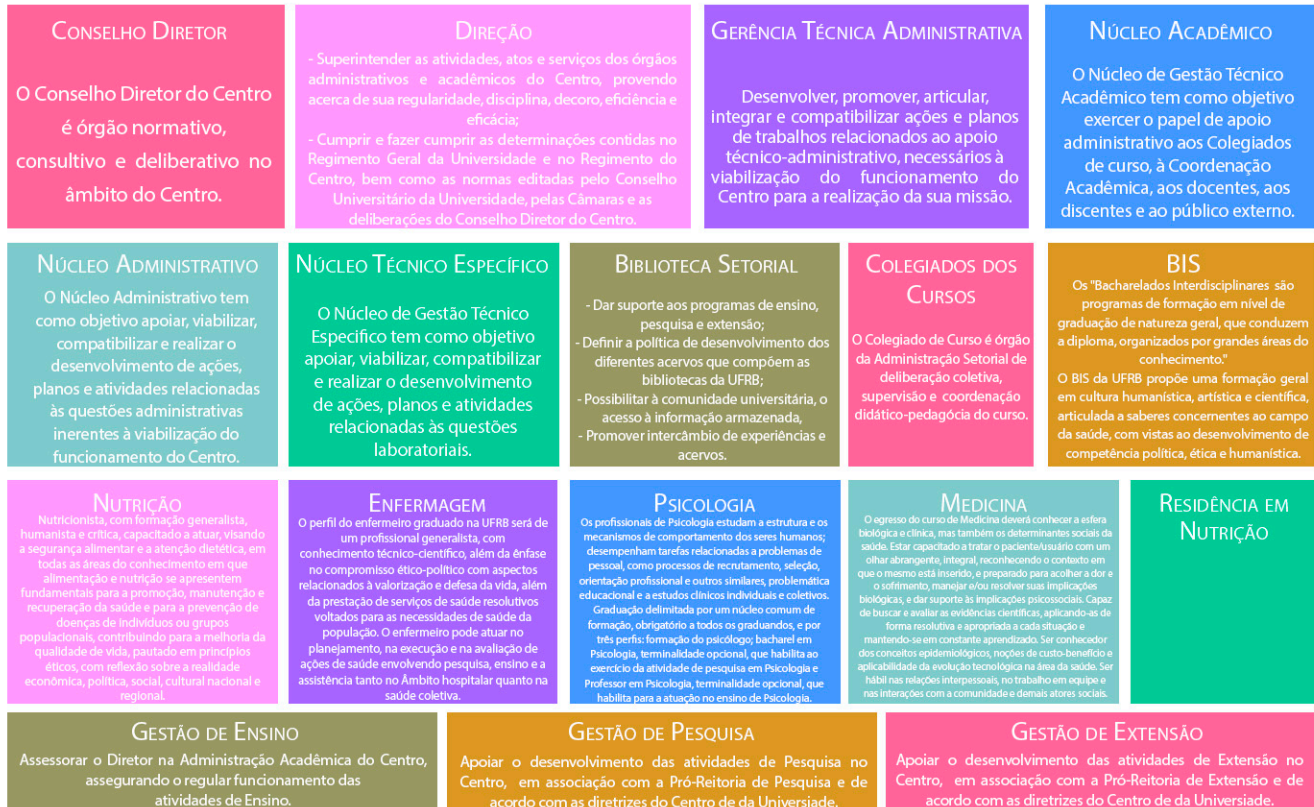 CONSELHO DIRETOR
O Conselho Diretor do Centro
é órgão normativo,
consultivo e deliberativo no
âmbito do Centro.
DIREÇÃO
- Superintender as atividades, atos e serviços dos órgãos
administrativos e acadêmicos do Centro, provendo
acerca de sua regularidade, disciplina, decoro, eficiência e
eficácia;
- Cumprir e fazer cumprir as determinações contidas no
Regimento Geral da Universidade e no Regimento do
Centro, bem como as normas editadas pelo Conselho
Universitário da Universidade, pelas Câmaras e as
deliberações do Conselho Diretor do Centro.
GERÊNCIA TÉCNICA ADMINISTRATIVA
Desenvolver, promover, articular,
integrar e compatibilizar ações e planos
de trabalhos relacionados ao apoio
técnico-administrativo, necessários à
viabilização do funcionamento do
Centro para a realização da sua missão.
NÚCLEO ACADÊMICO
O Núcleo de Gestão Técnico
Acadêmico tem como objetivo
exercer o papel de apoio
administrativo aos Colegiados
de curso, à Coordenação
Acadêmica, aos docentes, aos
discentes e ao público externo.
NÚCLEO ADMINISTRATIVO
O Núcleo Administrativo tem
como objetivo apoiar, viabilizar,
compatibilizar e realizar o
desenvolvimento de ações,
planos e atividades relacionadas
às questões administrativas
inerentes à viabilização do
funcionamento do Centro.
NÚCLEO TÉCNICO ESPECÍFICO
O Núcleo de Gestão Técnico
Especifico tem como objetivo
apoiar, viabilizar, compatibilizar
e realizar o desenvolvimento
de ações, planos e atividades
relacionadas às questões
laboratoriais.
BIBLIOTECA SETORIAL
- Dar suporte aos programas de ensino,
pesquisa e extensão;
- Definir a política de desenvolvimento dos
diferentes acervos que compõem as
bibliotecas da UFRB;
- Possibilitar à comunidade universitária, o
acesso à informação armazenada,
- Promover intercâmbio de experiências e
acervos.
COLEGIADOS DOS
CURSOS
O Colegiado de Curso é órgão
da Administração Setorial de
deliberação coletiva,
supervisão e coordenação
didático-pedagócia do curso.
BIS
Os "Bacharelados Interdisciplinares são
programas de formação em nível de
graduação de natureza geral, que conduzem
a diploma, organizados por grandes áreas do
conhecimento."
O BIS da UFRB propõe uma formação geral
em cultura humanística, artística e científica,
articulada a saberes concernentes ao campo
da saúde, com vistas ao desenvolvimento de
competência política, ética e humanística.
NUTRIÇÃO
Nutricionista, com formação generalista,
humanista e crítica, capacitado a atuar, visando
a segurança alimentar e a atenção dietética, em
todas as áreas do conhecimento em que
alimentação e nutrição se apresentem
fundamentais para a promoção, manutenção e
recuperação da saúde e para a prevenção de
doenças de indivíduos ou grupos
populacionais, contribuindo para a melhoria da
qualidade de vida, pautado em princípios
éticos, com reflexão sobre a realidade
econômica, política, social, cultural nacional e
regional.
ENFERMAGEM
O perfil do enfermeiro graduado na UFRB será de
um profissional generalista, com
conhecimento técnico-científico, além da ênfase
no compromisso ético-político com aspectos
relacionados à valorização e defesa da vida, além
da prestação de serviços de saúde resolutivos
voltados para as necessidades de saúde da
população. O enfermeiro pode atuar no
planejamento, na execução e na avaliação de
ações de saúde envolvendo pesquisa, ensino e a
assistência tanto no Âmbito hospitalar quanto na
saúde coletiva.
PSICOLOGIA
Os profissionais de Psicologia estudam a estrutura e os
mecanismos de comportamento dos seres humanos;
desempenham tarefas relacionadas a problemas de
pessoal, como processos de recrutamento, seleção,
orientação profissional e outros similares, problemática
educacional e a estudos clínicos individuais e coletivos.
Graduação delimitada por um núcleo comum de
formação, obrigatório a todos os graduandos, e por
três perfis: formação do psicólogo; bacharel em
Psicologia, terminalidade opcional, que habilita ao
exercício da atividade de pesquisa em Psicologia e
Professor em Psicologia, terminalidade opcional, que
habilita para a atuação no ensino de Psicologia.
MEDICINA
O egresso do curso de Medicina deverá conhecer a esfera
biológica e clínica, mas também os determinantes sociais da
saúde. Estar capacitado a tratar o paciente/usuário com um
olhar abrangente, integral, reconhecendo o contexto em
que o mesmo está inserido, e preparado para acolher a dor e
o sofrimento, manejar e/ou resolver suas implicações
biológicas, e dar suporte às implicações psicossociais. Capaz
de buscar e avaliar as evidências científicas, aplicando-as de
forma resolutiva e apropriada a cada situação e
mantendo-se em constante aprendizado. Ser conhecedor
dos conceitos epidemiológicos, noções de custo-benefício e
aplicabilidade da evolução tecnológica na área da saúde. Ser
hábil nas relações interpessoais, no trabalho em equipe e
nas interações com a comunidade e demais atores sociais.
RESIDÊNCIA EM
NUTRIÇÃO
GESTÃO DE ENSINO
Assessorar o Diretor na Administração Acadêmica do Centro,
assegurando o regular funcionamento das
atividades de Ensino.
GESTÃO DE PESQUISA
Apoiar o desenvolvimento das atividades de Pesquisa no
Centro, em associação com a Pró-Reitoria de Pesquisa e de
acordo com as diretrizes do Centro de da Universiade.
GESTÃO DE EXTENSÃO
Apoiar o desenvolvimento das atividades de Extensão no
Centro, em associação com a Pró-Reitoria de Extensão e de
acordo com as diretrizes do Centro de da Universiade.